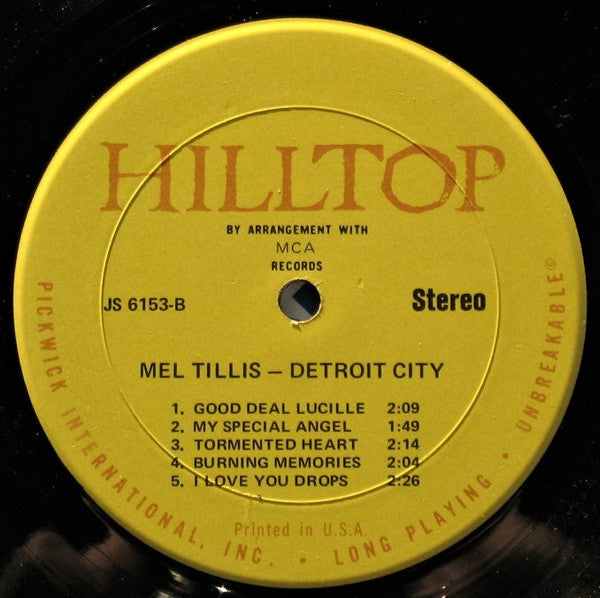 HILLTOP
BY ARRANGEMENT WITH
MCA
RECORDS
JS 6153-B
Stereo
MEL TILLIS – DETROIT CITY
1. GOOD DEAL LUCILLE 2:09
2. MY SPECIAL ANGEL 1:49
3. TORMENTED HEART 2:14
4. BURNING MEMORIES 2:04
5. I LOVE YOU DROPS 2:26
Printed in U.S.A.
PICKWICK INTERNATIONAL, INC. • LONG PLAYING • UNBREAKABLE©